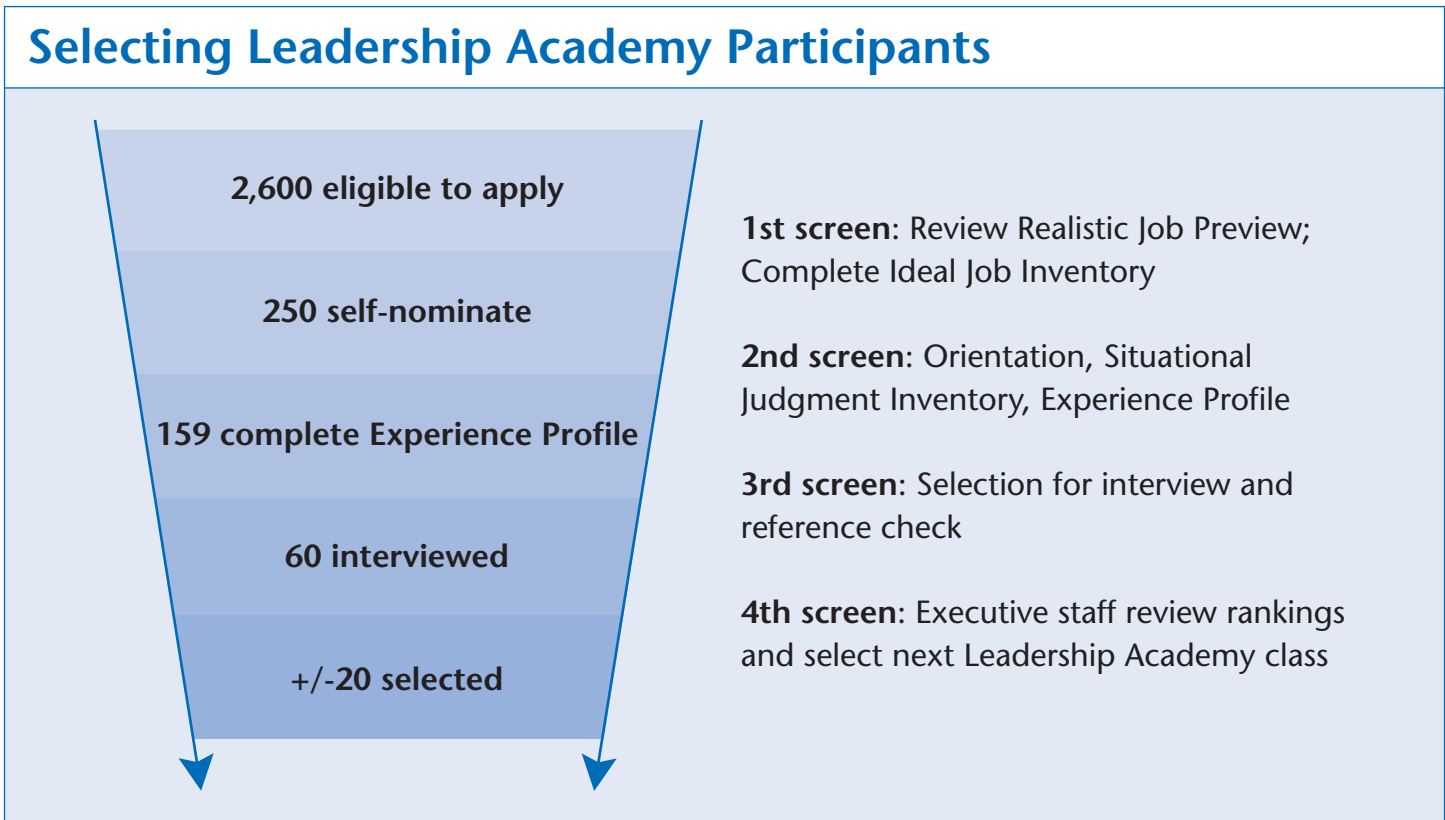 Selecting Leadership Academy Participants
2,600 eligible to apply
250 self-nominate
159 complete Experience Profile
60 interviewed
+/-20 selected
1st screen: Review Realistic Job Preview;
Complete Ideal Job Inventory
2nd screen: Orientation, Situational
Judgment Inventory, Experience Profile
3rd screen: Selection for interview and
reference check
4th screen: Executive staff review rankings
and select next Leadership Academy class